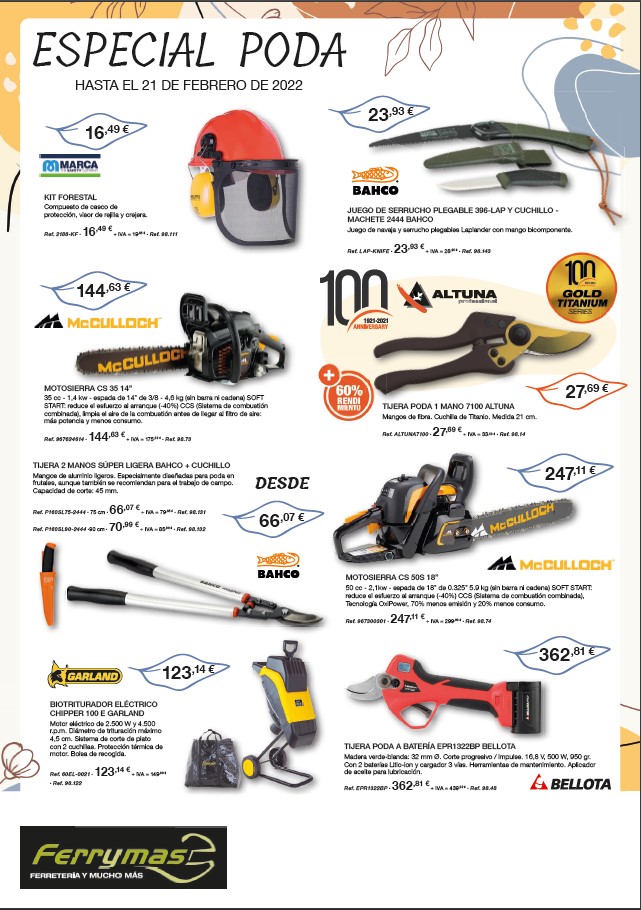 ESPECIAL PODA
HASTA EL 21 DE FEBRERO DE 2022
16,49 €
MARCA
KIT FORESTAL
Compuesto de casco de
protección, visor de rejilla y orejera.
Ref. 2188-KF - 16,49 € + IVA = 19 - Ref. 98.111
23,93 €
BAHCO
JUEGO DE SERRUCHO PLEGABLE 396-LAP Y CUCHILLO -
MACHETE 2444 BAHCO
Juego de navaja y serrucho plegables Laplander con mango bicomponente.
Ref. LAP-KNIFE - 23,93 € + IVA = 28 - Ref. 98.143
144,63 €
McCULLOCH
McCULLOCH
MOTOSIERRA CS 35 14"
35 cc - 1,4 kw - espada de 14" de 3/8 - 4,6 kg (sin barra ni cadena) SOFT
START: reduce el esfuerzo al arranque (-40%) CCS (Sistema de combustión
combinada), limpia el aire de la combustión antes de llegar al filtro de aire:
más potencia y menos consumo.
Ref. 967624614 - 144,63 € + IVA = 175 - Ref. 98.73
100
1921-2021
ANNIVERSARY
ALTUNA
professional
100
GOLD
TITANIUM
SERIES
+
60%
RENDI
MIENTO
27,69 €
TIJERA PODA 1 MANO 7100 ALTUNA
Mangos de fibra. Cuchilla de Titanio. Medida 21 cm.
Ref. ALTUNA7100 - 27,69 € + IVA = 33 - Ref. 98.14
TIJERA 2 MANOS SÚPER LIGERA BAHCO + CUCHILLO
Mangos de aluminio ligeros. Especialmente diseñadas para poda en
frutales, aunque también se recomiendan para el trabajo de campo.
Capacidad de corte: 45 mm.
Ref. P160SL75-2444 - 75 cm - 66,07 € + IVA = 79 - Ref. 98.131
Ref. P160SL90-2444 -90 cm - 70,99 € + IVA = 85 - Ref. 98.132
DESDE
66,07 €
BAHCO
BAHCO
247,11 €
McCULLOCH
McCULLOCH
MOTOSIERRA CS 50S 18"
50 cc - 2,1kw - espada de 18" de 0.325" 5.9 kg (sin barra ni cadena) SOFT START:
reduce el esfuerzo al arranque (-40%) CCS (Sistema de combustión combinada),
Tecnología OxiPower, 70% menos emisión y 20% menos consumo.
Ref. 967300901 - 247,11 € + IVA = 299 - Ref. 98.74
GARLAND
123,14 €
BIOTRITURADOR ELÉCTRICO
CHIPPER 100 E GARLAND
Motor eléctrico de 2.500 W y 4.500
r.p.m. Diámetro de trituración máximo
4,5 cm. Sistema de corte de plato
con 2 cuchillas. Protección térmica de
motor. Bolsa de recogida.
Ref. 60EL-0021 - 123,14 € + IVA = 149
- Ref. 98.122
362,81 €
TIJERA PODA A BATERÍA EPR1322BP BELLOTA
Madera verde-blanda: 32 mm Ø. Corte progresivo / impulse, 16,8 V, 500 W, 950 gr.
Con 2 baterías Litio-Ion y cargador 3 vías. Herramientas de mantenimiento. Aplicador
de aceite para lubricación.
Ref. EPR1322BP - 362,81 € + IVA = 439 - Ref. 98.48
BELLOTA
Ferrymas
FERRETERÍA Y MUCHO MÁS